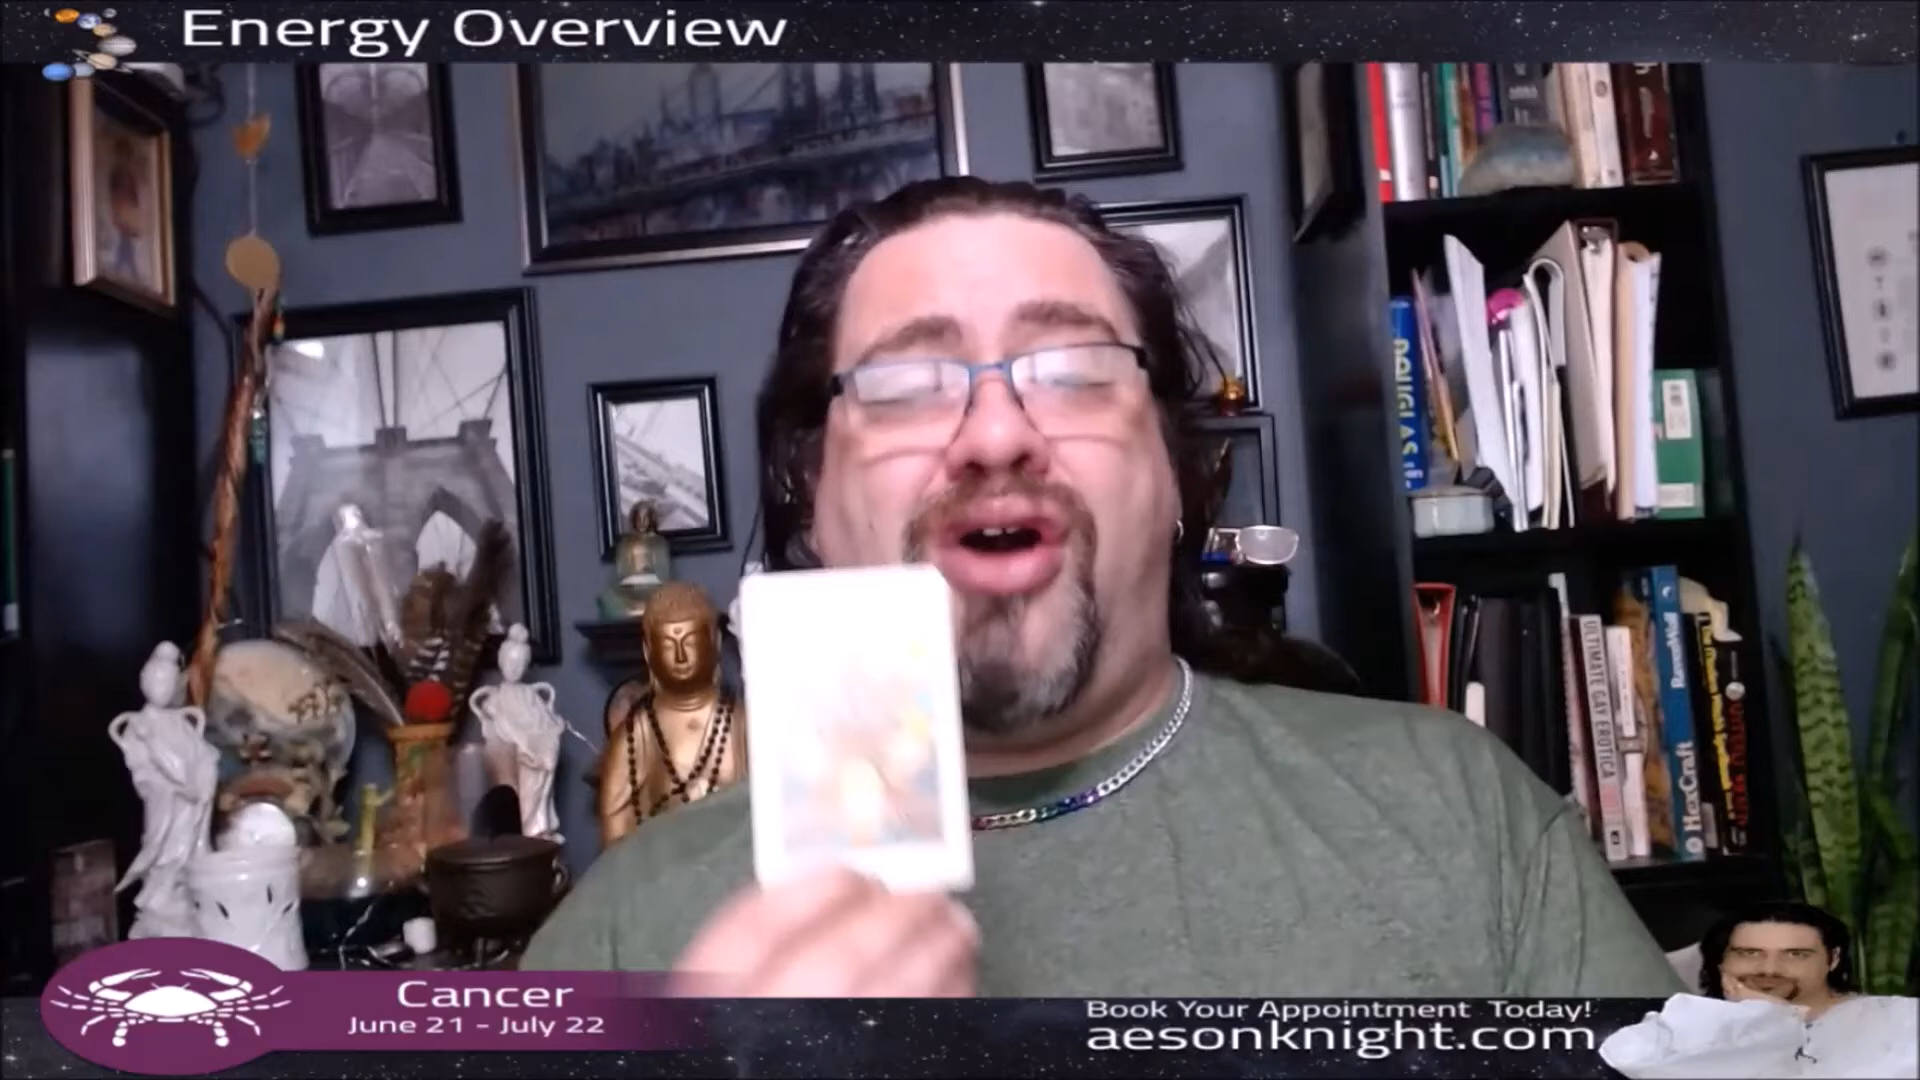 Energy Overview
ULTIMATE GAY EROTICA
HexCraft
Cancer
June 21 - July 22
Book Your Appointment Today!
aesonknight.com